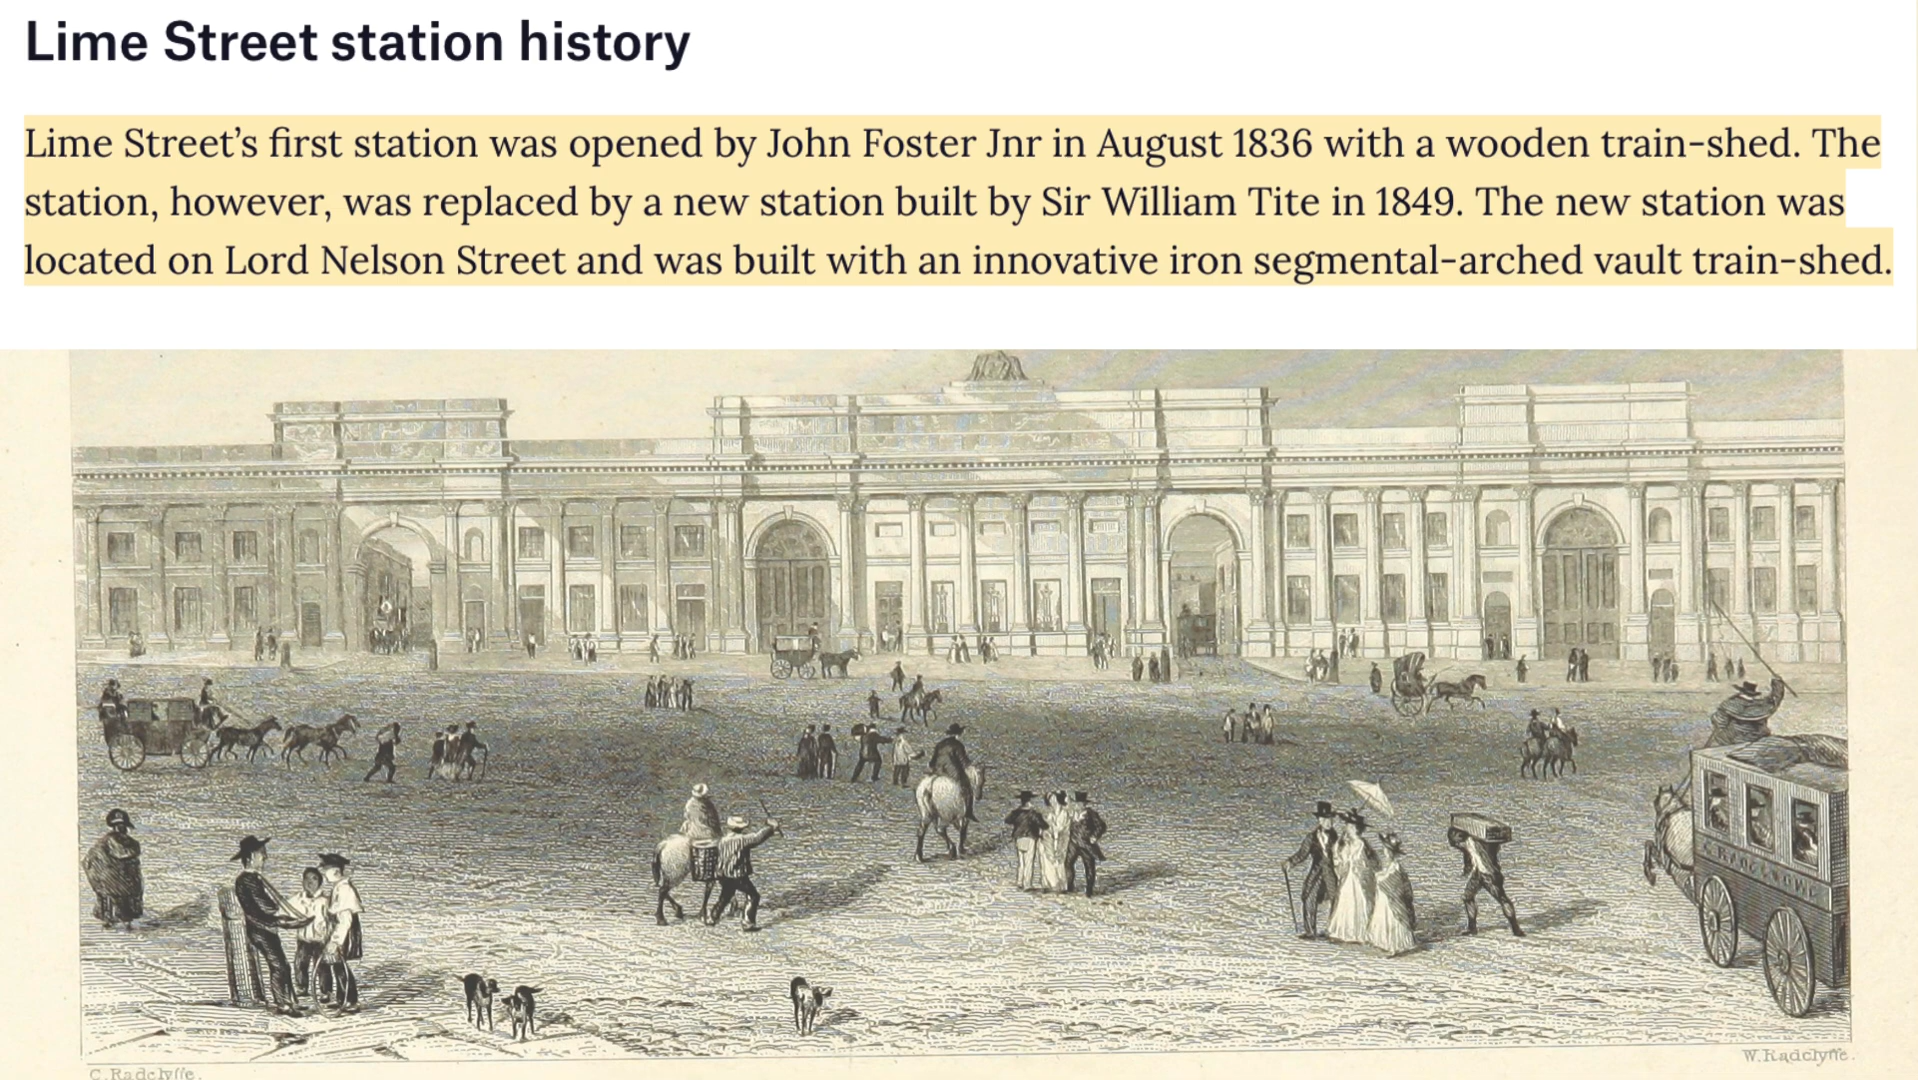 Lime Street station history
Lime Street’s first station was opened by John Foster Jnr in August 1836 with a wooden train-shed. The
station, however, was replaced by a new station built by Sir William Tite in 1849. The new station was
located on Lord Nelson Street and was built with an innovative iron segmental-arched vault train-shed.
C. Radclyffe.
W. Radclyffe.